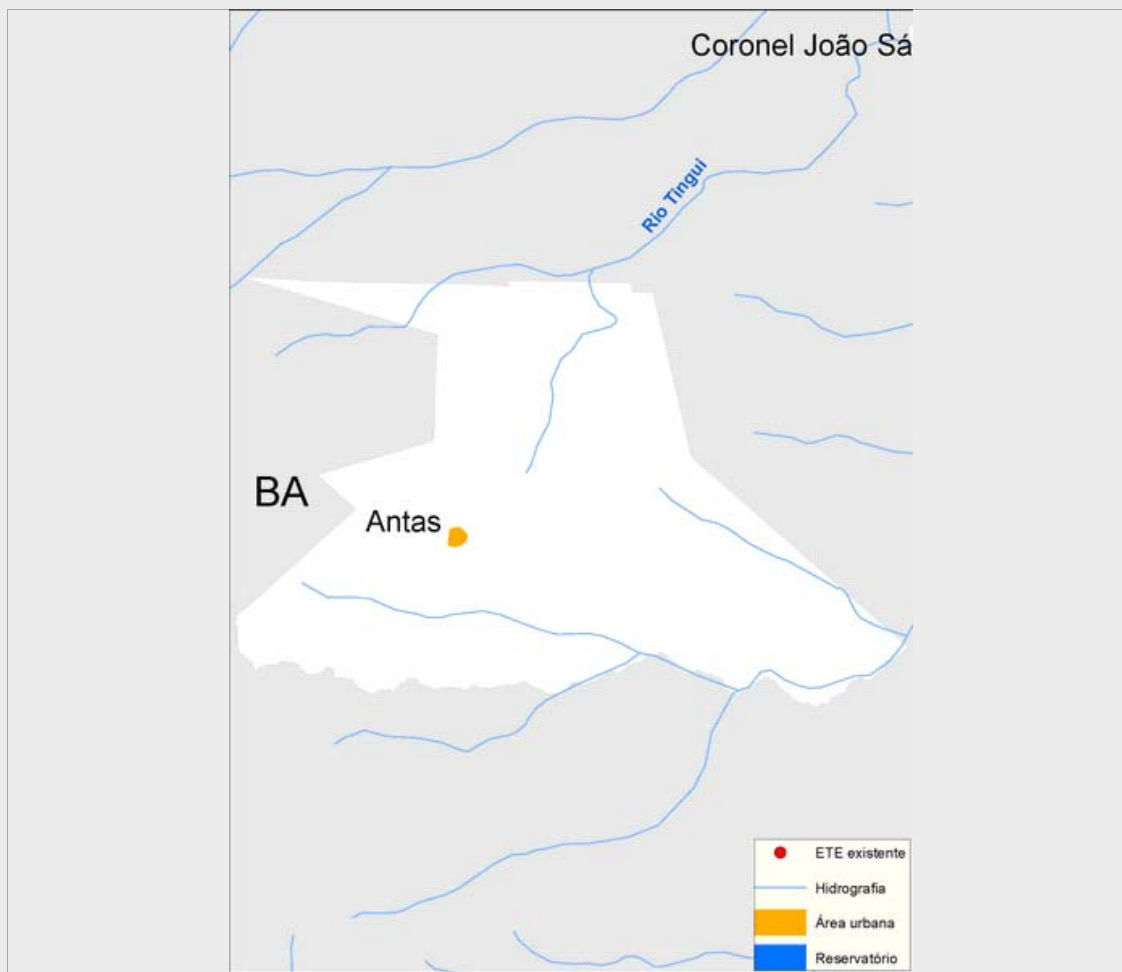 Coronel João Sá
Rio Tingui
BA
Antas
ETE existente
Hidrografia
Área urbana
Reservatório